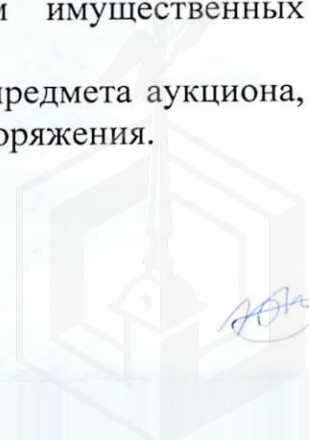 имущественных
предмета аукциона,
оряжения.